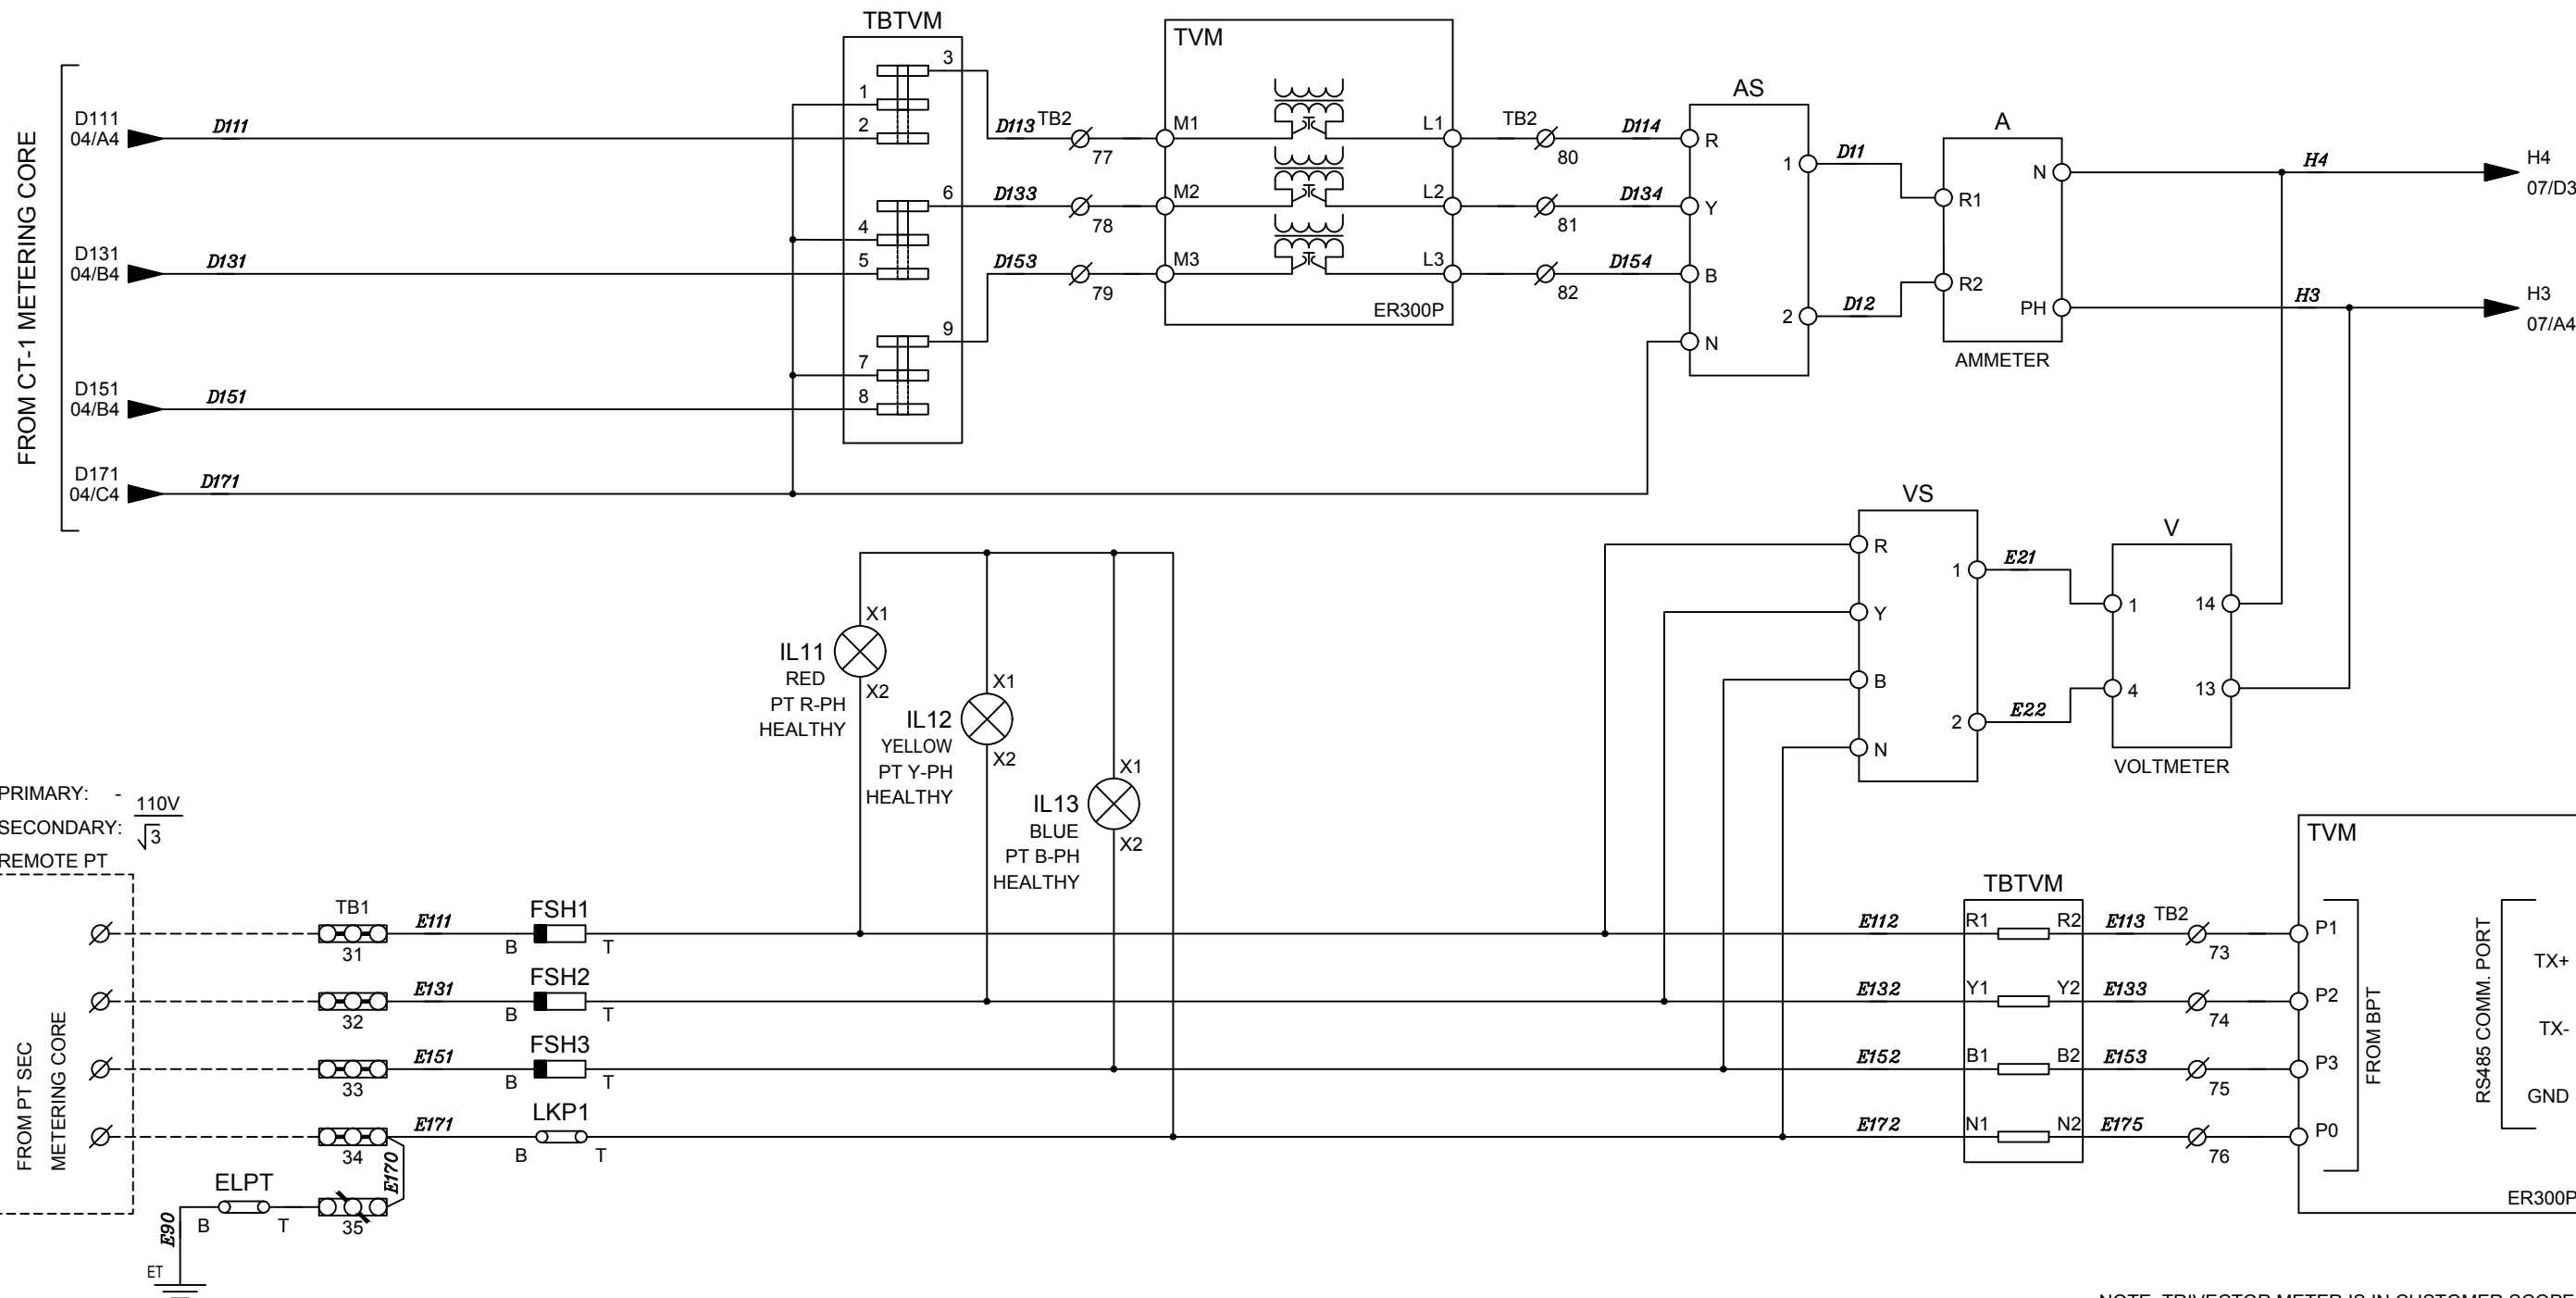 TBTVM
3
1
2
6
4
5
9
7
8
FROM CT-1 METERING CORE
D111
04/A4
D111
D131
04/B4
D131
D151
04/B4
D151
D171
04/C4
D171
D113
TB2
77
D133
78
D153
79
TVM
M1
M2
M3
L1
L2
L3
ER300P
TB2
80
81
82
D114
D134
D154
AS
R
Y
B
N
1
2
D11
D12
A
R1
R2
N
PH
AMMETER
H4
H4
07/D3
H3
H3
07/A4
VS
R
Y
B
N
1
2
E21
E22
V
1
4
14
13
VOLTMETER
X1
IL11
RED
PT R-PH
HEALTHY
X2
X1
IL12
YELLOW
PT Y-PH
HEALTHY
X2
X1
IL13
BLUE
PT B-PH
HEALTHY
X2
PRIMARY: -
SECONDARY: 110V
√3
REMOTE PT
FROM PT SEC
METERING CORE
TB1
31
32
33
34
35
E111
E131
E151
E171
E170
FSH1
B
T
FSH2
B
T
FSH3
B
T
LKP1
B
T
ELPT
B
T
E90
ET
E112
E132
E152
E172
TBTVM
R1
R2
Y1
Y2
B1
B2
N1
N2
E113
TB2
73
E133
74
E153
75
E175
76
TVM
P1
P2
P3
P0
FROM BPT
RS485 COMM. PORT
TX+
TX-
GND
ER300P
NOTE- TRIVECTOR METER IS IN CUSTOMER SCOPE